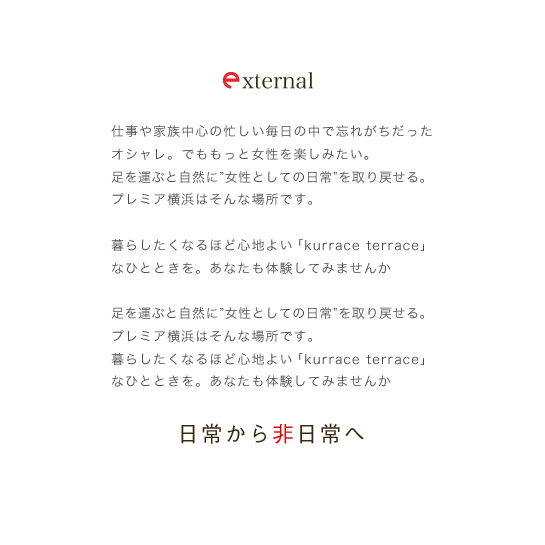 external
仕事や家族中心の忙しい毎日の中で忘れがちだった
オシャレ。でももっと女性を楽しみたい。
足を運ぶと自然に”女性としての日常”を取り戻せる。
プレミア横浜はそんな場所です。
暮らしたくなるほど心地よい「kurrace terrace」
なひとときを。あなたも体験してみませんか
足を運ぶと自然に”女性としての日常”を取り戻せる。
プレミア横浜はそんな場所です。
暮らしたくなるほど心地よい「kurrace terrace」
なひとときを。あなたも体験してみませんか
日常から非日常へ